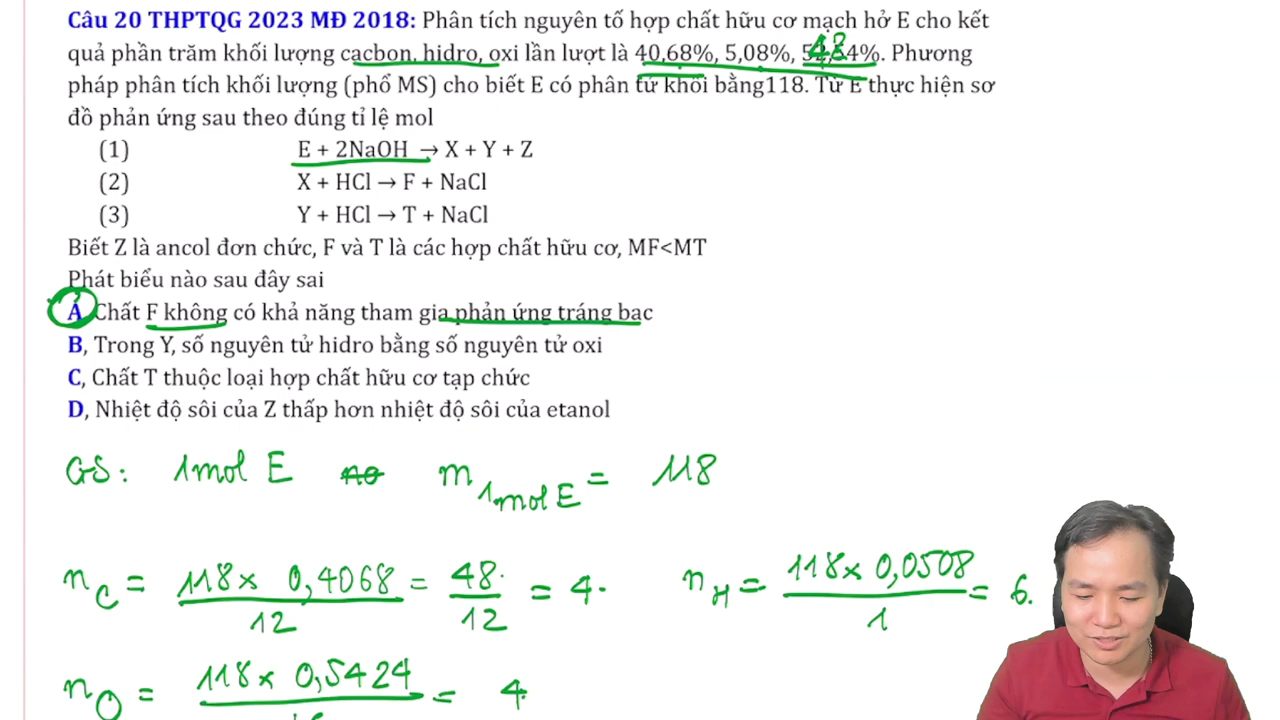 Câu 20 THPTQG 2023 MĐ 2018: Phân tích nguyên tố hợp chất hữu cơ mạch hở E cho kết
quả phần trăm khối lượng cacbon, hidro, oxi lần lượt là 40,68%, 5,08%, 54%. Phương
pháp phân tích khối lượng (phổ MS) cho biết E có phân tử khối bằng118. Từ E thực hiện sơ
đồ phản ứng sau theo đúng tỉ lệ mol
(1) E + 2NaOH → X + Y + Z
(2) X + HCl → F + NaCl
(3) Y + HCl → T + NaCl
Biết Z là ancol đơn chức, F và T là các hợp chất hữu cơ, MF<MT
Phát biểu nào sau đây sai
A, Chất F không có khả năng tham gia phản ứng tráng bạc
B, Trong Y, số nguyên tử hidro bằng số nguyên tử oxi
C, Chất T thuộc loại hợp chất hữu cơ tạp chức
D, Nhiệt độ sôi của Z thấp hơn nhiệt độ sôi của etanol
GS: 1mol E m 1mol E = 118
nC = 118 x 0,4068 / 12 = 48 / 12 = 4. nH = 118 x 0,0508 / 1 = 6.
nO = 118 x 0,5424 = 4